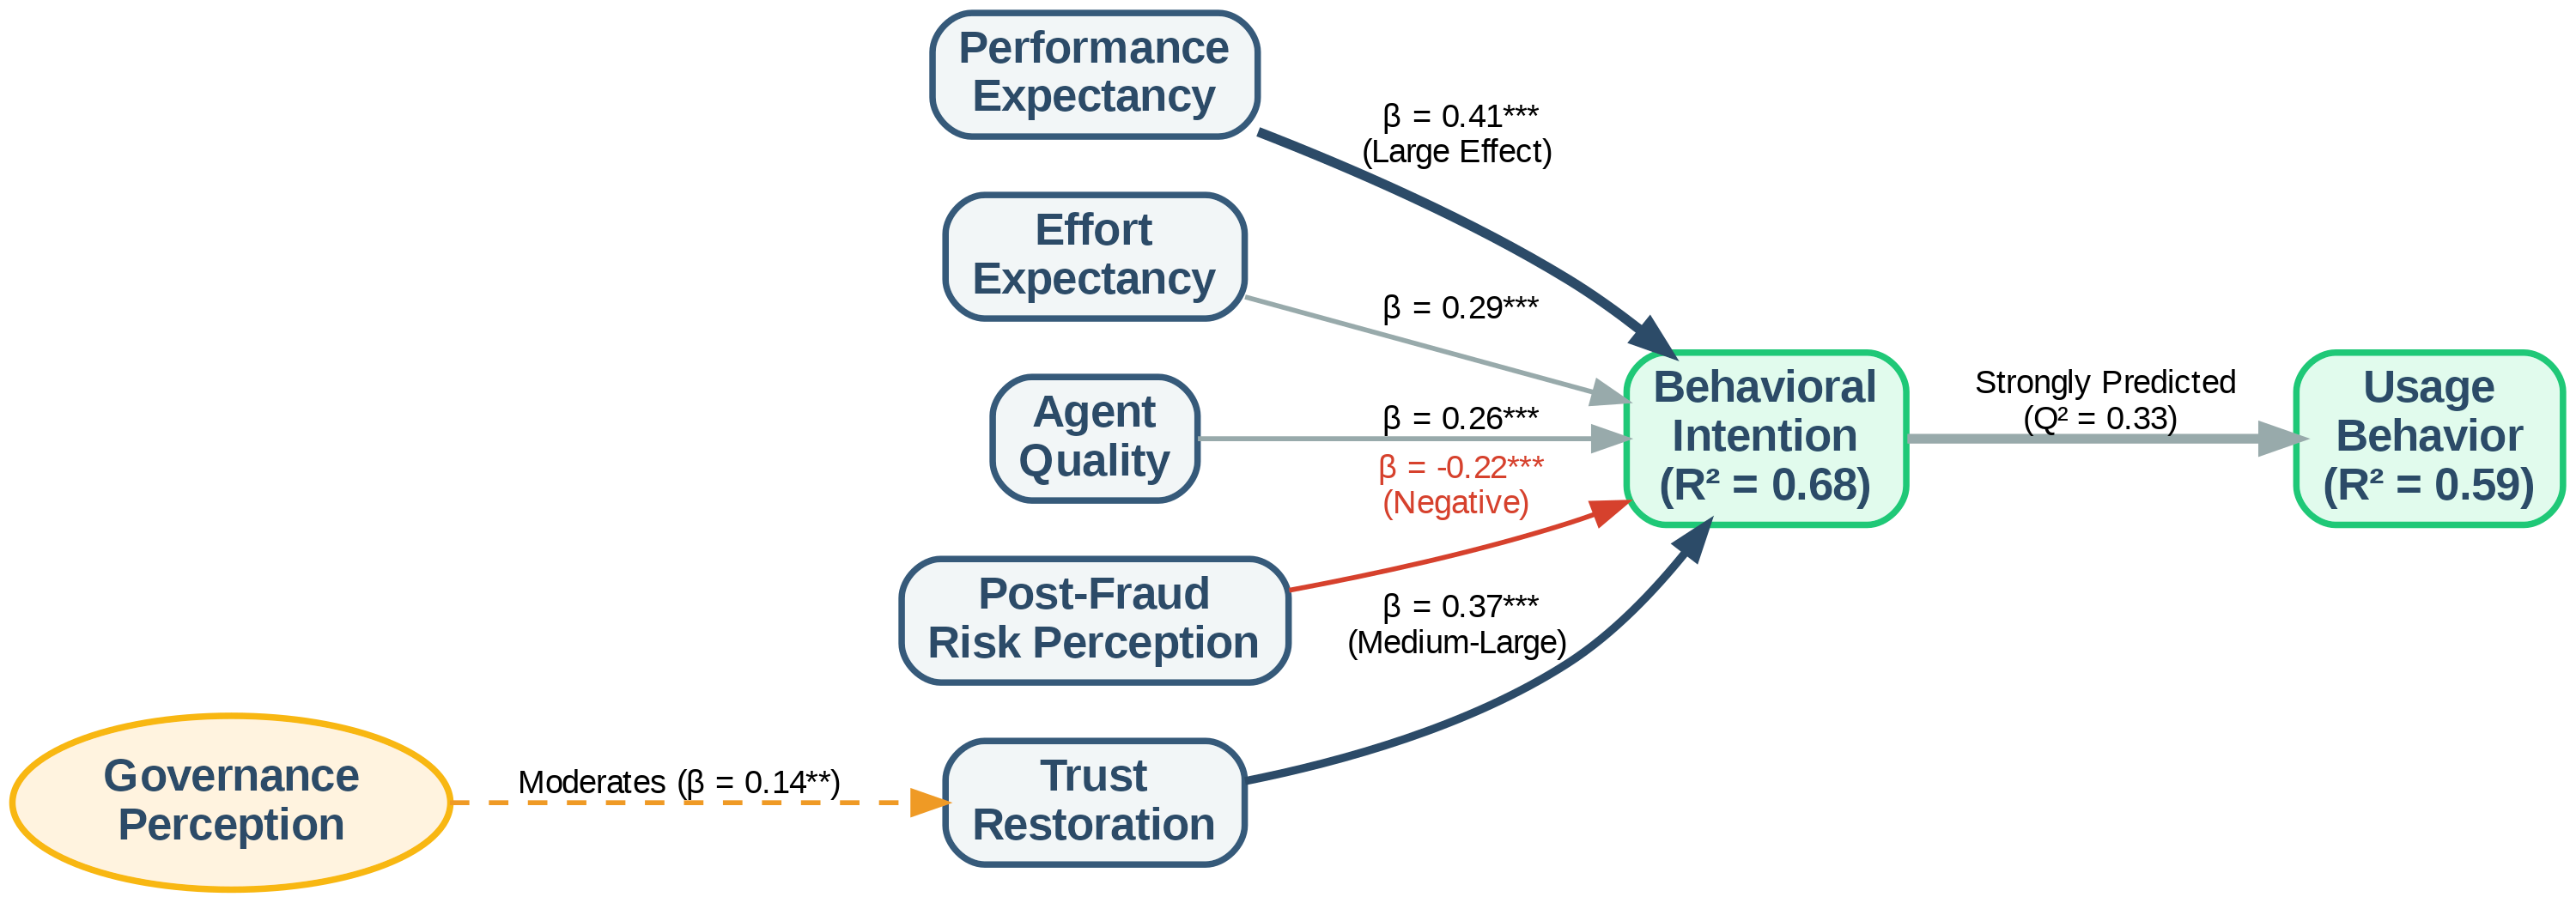 Performance
Expectancy
β = 0.41***
(Large Effect)
Effort
Expectancy
β = 0.29***
Agent
Quality
β = 0.26***
β = -0.22***
(Negative)
Behavioral
Intention
(R² = 0.68)
Strongly Predicted
(Q² = 0.33)
Usage
Behavior
(R² = 0.59)
Post-Fraud
Risk Perception
β = 0.37***
(Medium-Large)
Governance
Perception
Moderates (β = 0.14**)
Trust
Restoration